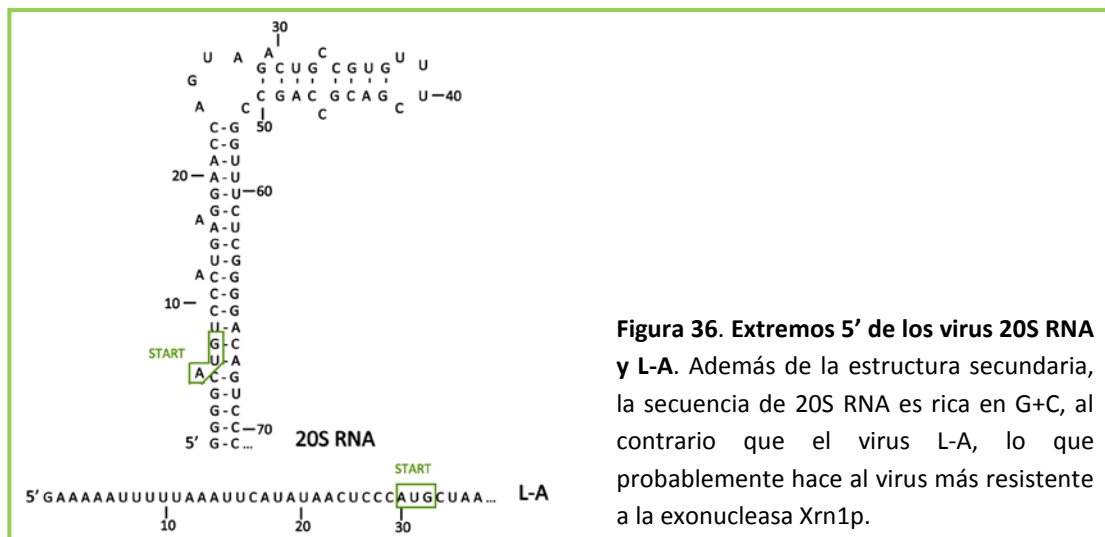 30
U A A C U U
G G C U G C G U G
U — 40
A C C G A C G C A G C
C
50
C-G
C-G
A-U
20 — A-U
G-U — 60
G-C
A
A-U
G-C
U-G
A C-G
10 — C-G
U-A
START G-C
U-A
A
C-G
G-U
G-C
G-C — 70
5' G-C...
20S RNA
START
5' G A A A A A U U U U U A A A U U C A U A U A A C U C C C A U G C U A A ... L-A
10 20 30
Figura 36. Extremos 5' de los virus 20S RNA
y L-A. Además de la estructura secundaria,
la secuencia de 20S RNA es rica en G+C, al
contrario que el virus L-A, lo que
probablemente hace al virus más resistente
a la exonucleasa Xrn1p.